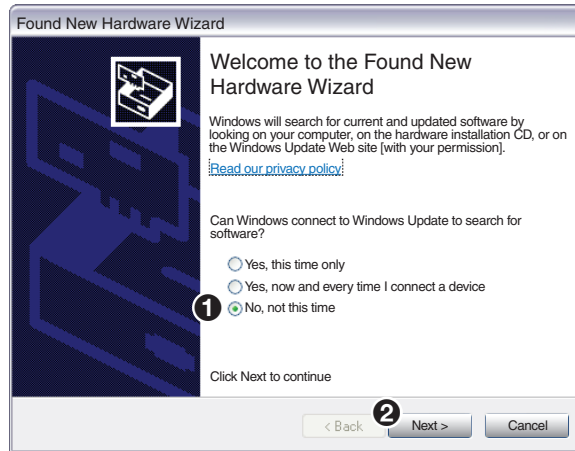 Found New Hardware Wizard
Welcome to the Found New
Hardware Wizard
Windows will search for current and updated software by
looking on your computer, on the hardware installation CD, or on
the Windows Update Web site [with your permission].
Read our privacy policy
Can Windows connect to Windows Update to search for
software?
Yes, this time only
Yes, now and every time I connect a device
1 No, not this time
Click Next to continue
< Back 2 Next > Cancel